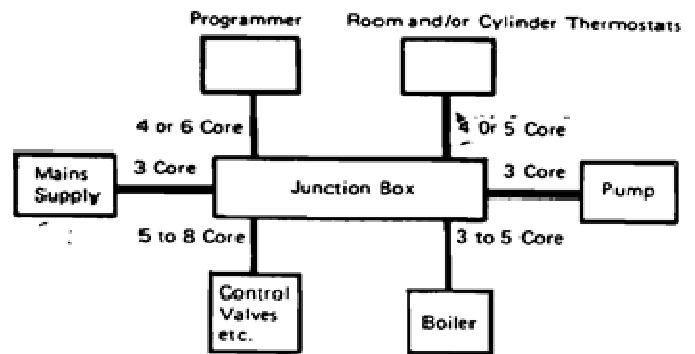 Programmer
Room and/or Cylinder Thermostats
4 or 6 Core
4 Or 5 Core
Mains
Supply
3 Core
Junction Box
3 Core
Pump
5 to 8 Core
3 to 5 Core
Control
Valves
etc.
Boiler